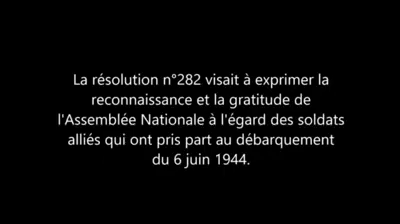 La résolution n°282 visait à exprimer la
reconnaissance et la gratitude de
l'Assemblée Nationale à l'égard des soldats
alliés qui ont pris part au débarquement
du 6 juin 1944.